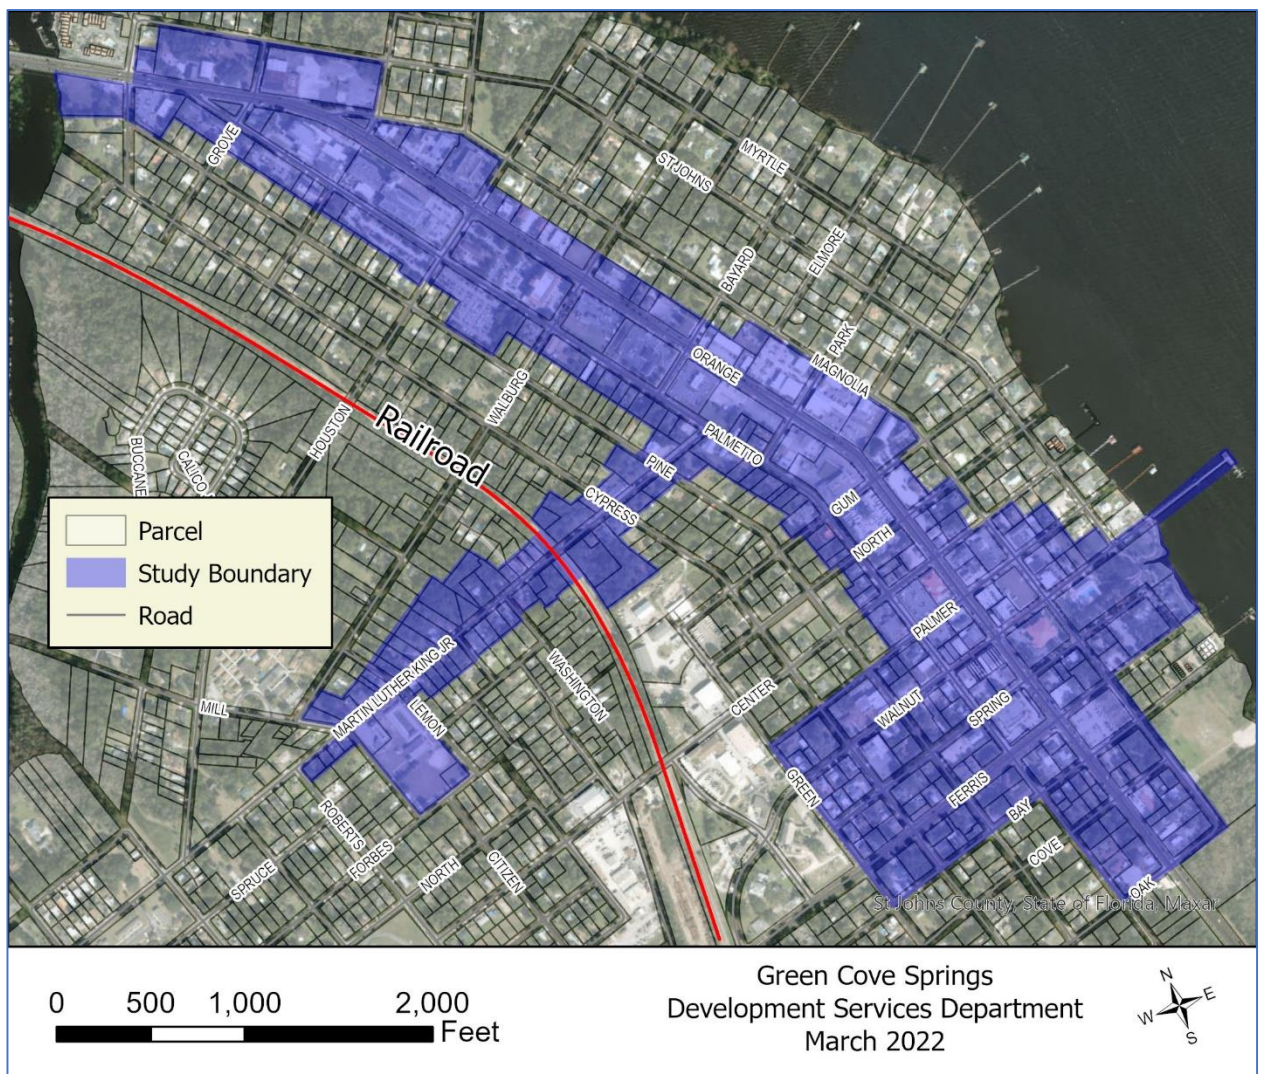 MYRTLE
ST JOHNS
GROVE
ELMORE
BAYARD
PARK
MAGNOLIA
ORANGE
WALBURG
HOUSTON
Railroad
PALMETTO
PINE
CYPRESS
GUM
NORTH
BUCCANE
CALICO
Parcel
Study Boundary
Road
PALMER
MARTIN LUTHER KING JR
WASHINGTON
LEMON
MILL
CENTER
WALNUT
SPRING
GREEN
FERRIS
BAY
COVE
OAK
ROBERTS
FORBES
SPRUCE
NORTH
CITIZEN
St Johns County, State of Florida, Maxar
0 500 1,000 2,000
Feet
Green Cove Springs
Development Services Department
March 2022
N
E
W
S